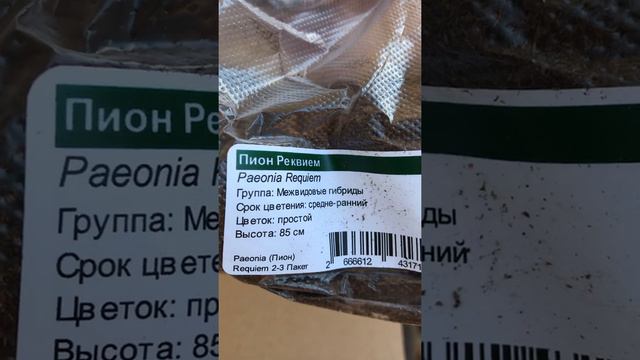 Пион Реквием
Paeonia Requiem
Группа: Межвидовые гибриды
Срок цветения: средне-ранний
Цветок: простой
Высота: 85 см
Paeonia (Пион)
Requiem 2-3 Пакет
2 666612 43171